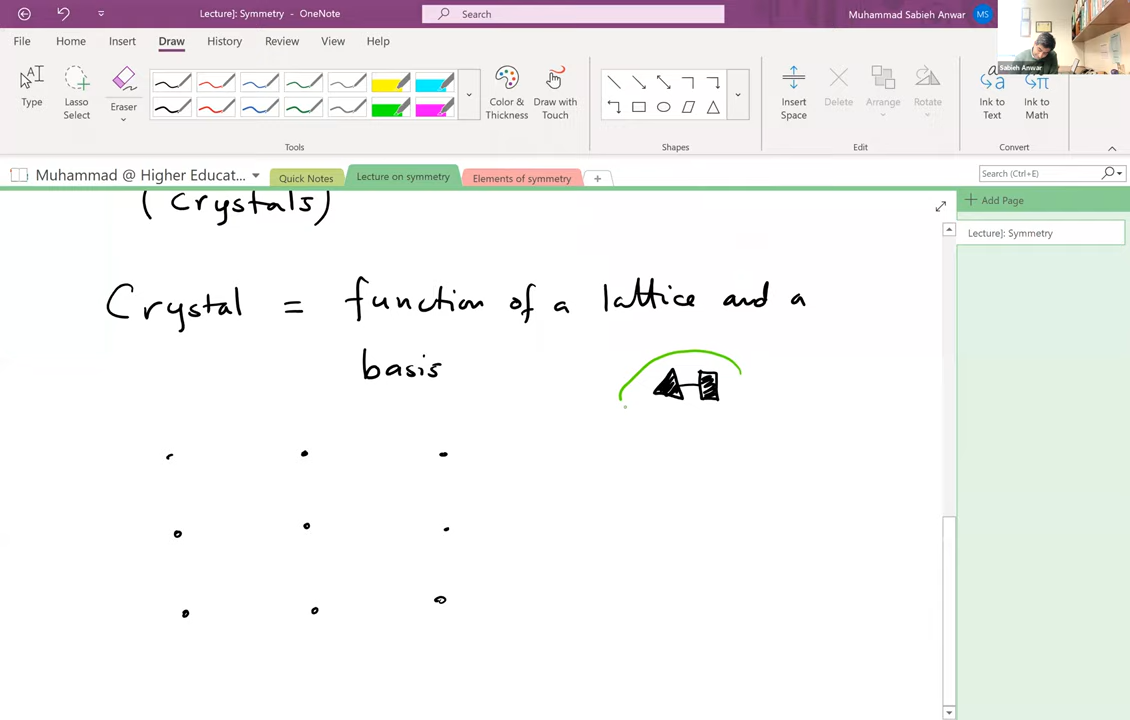 Lecture]: Symmetry - OneNote
Search
Muhammad Sabieh Anwar
MS
Sabieh Anwar
File Home Insert Draw History Review View Help
Type
Lasso Select
Eraser
Color & Thickness
Draw with Touch
Insert Space
Delete
Arrange
Rotate
Ink to Text
Ink to Math
Tools
Shapes
Edit
Convert
Muhammad @ Higher Educat...
Quick Notes
Lecture on symmetry
Elements of symmetry
Search (Ctrl+E)
Add Page
Lecture]: Symmetry
(Crystals)
Crystal = function of a lattice and a
basis